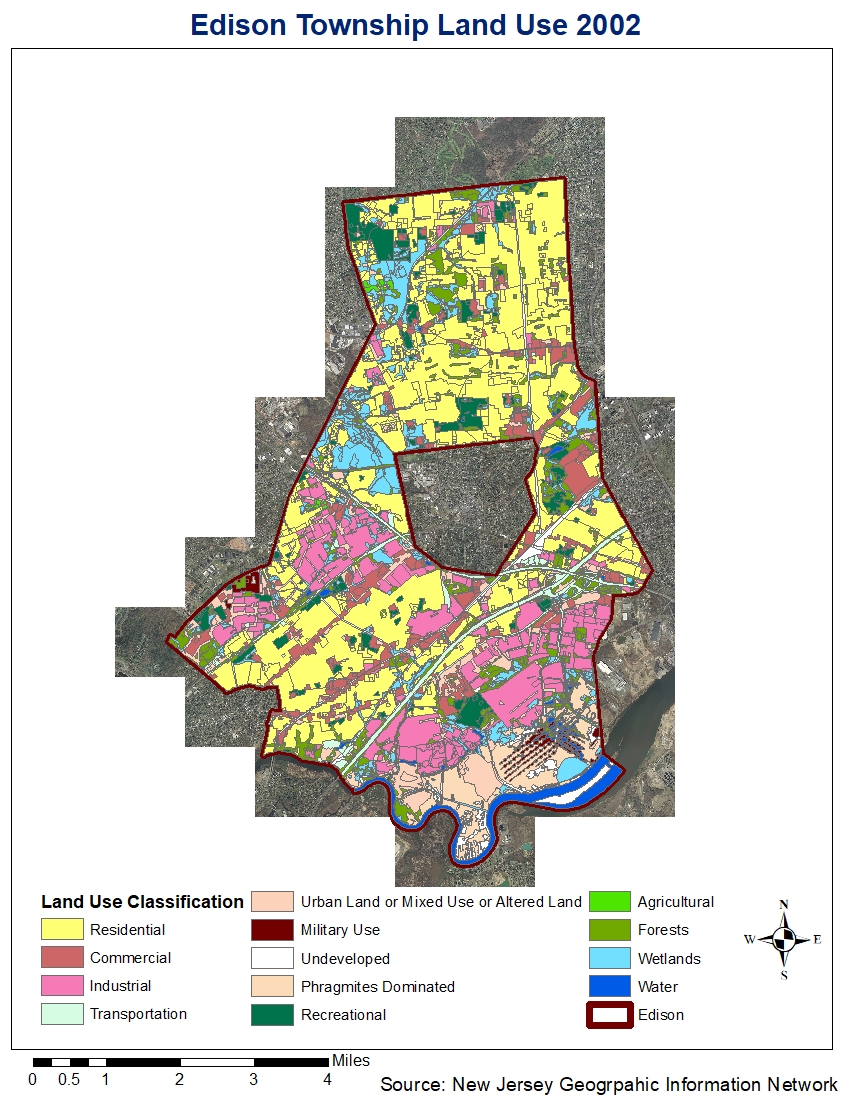 Edison Township Land Use 2002
Land Use Classification
Residential
Commercial
Industrial
Transportation
Urban Land or Mixed Use or Altered Land
Military Use
Undeveloped
Phragmites Dominated
Recreational
Agricultural
Forests
Wetlands
Water
Edison
N
W E
S
Miles
0 0.5 1 2 3 4
Source: New Jersey Geogrpahic Information Network